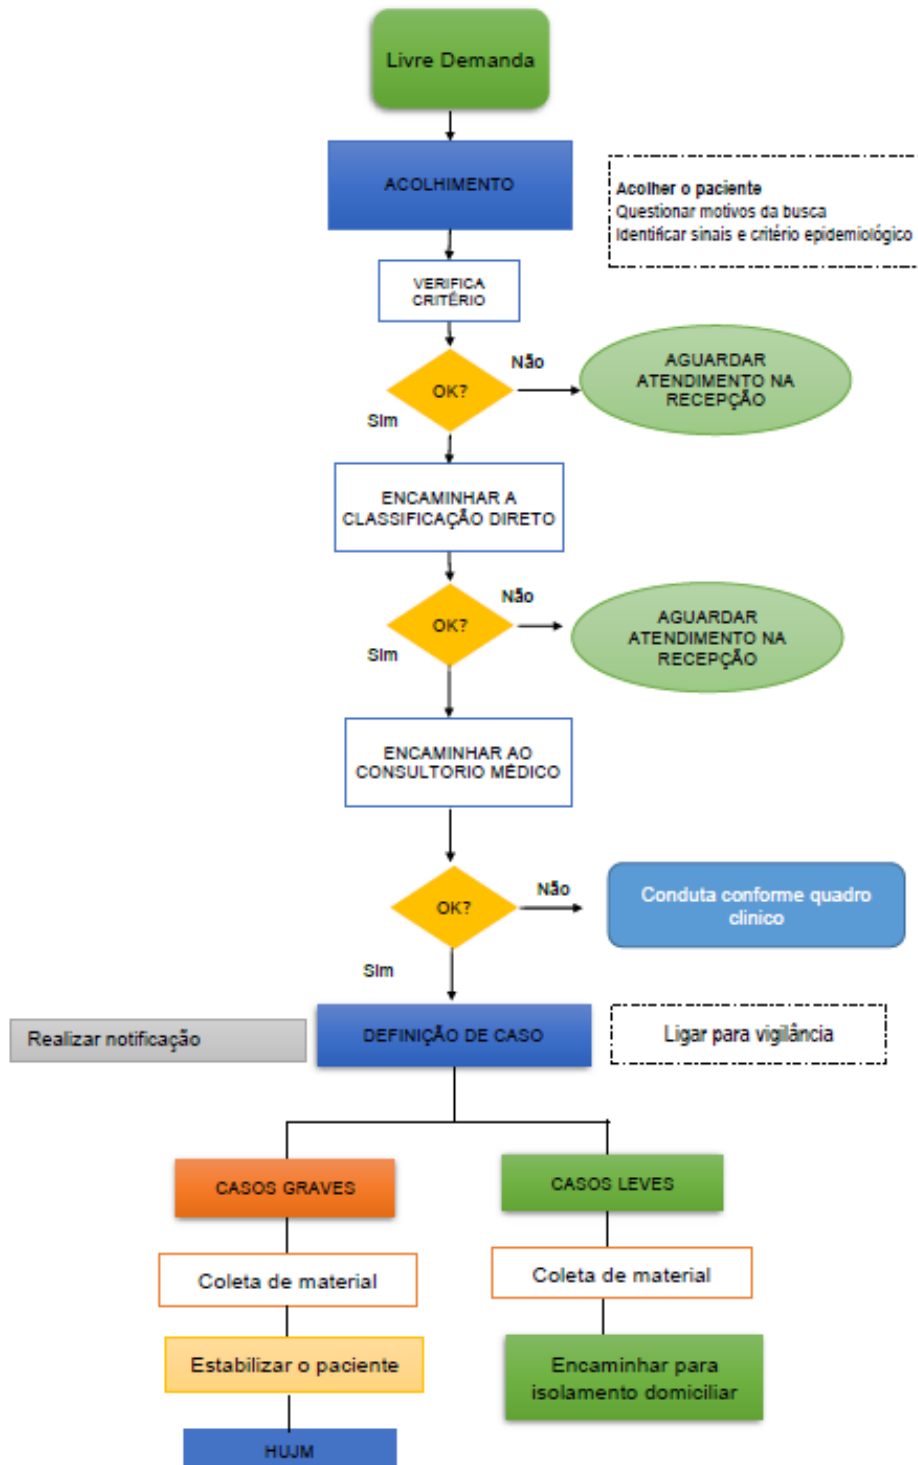 Livre Demanda
ACOLHIMENTO
Acolher o paciente
Questionar motivos da busca
Identificar sinais e critério epidemiológico
VERIFICA
CRITÉRIO
OK?
Não
Sim
AGUARDAR
ATENDIMENTO NA
RECEPÇÃO
ENCAMINHAR A
CLASSIFICAÇÃO DIRETO
OK?
Não
Sim
AGUARDAR
ATENDIMENTO NA
RECEPÇÃO
ENCAMINHAR AO
CONSULTORIO MÉDICO
OK?
Não
Sim
Conduta conforme quadro
clinico
Realizar notificação
DEFINIÇÃO DE CASO
Ligar para vigilância
CASOS GRAVES
CASOS LEVES
Coleta de material
Coleta de material
Estabilizar o paciente
Encaminhar para
isolamento domiciliar
HUJM